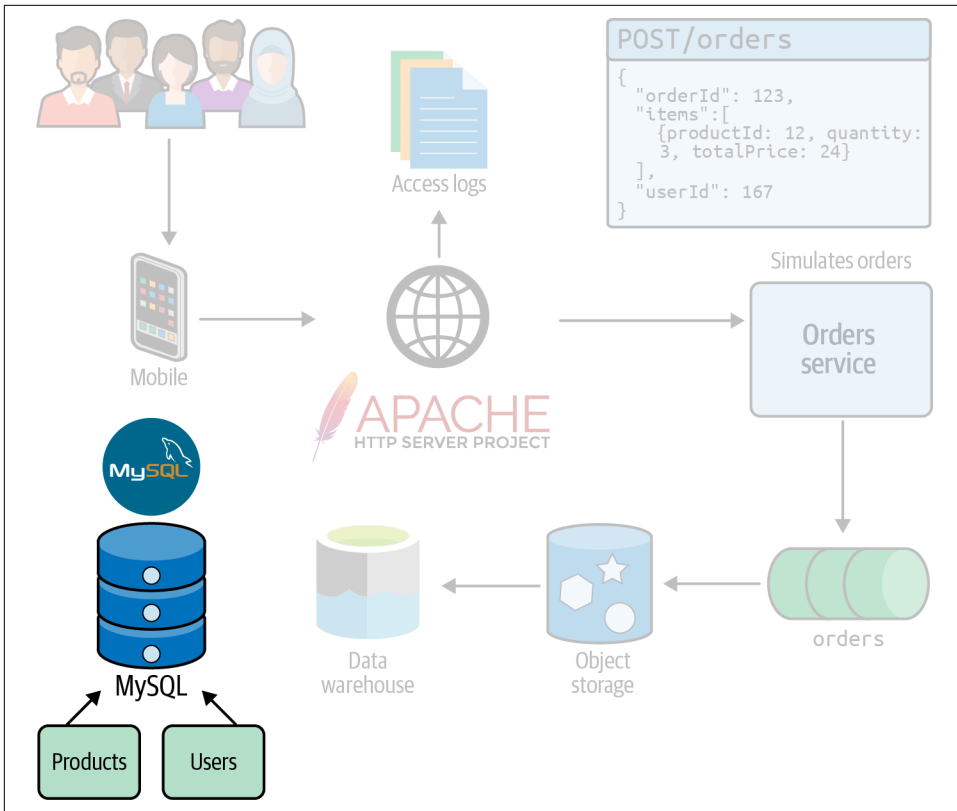 POST/orders
{
"orderId": 123,
"items":[
{productId: 12, quantity:
3, totalPrice: 24}
],
"userId": 167
}
Access logs
Simulates orders
Orders
service
Mobile
APACHE
HTTP SERVER PROJECT
MySQL
orders
Object
storage
Data
warehouse
MySQL
Products
Users